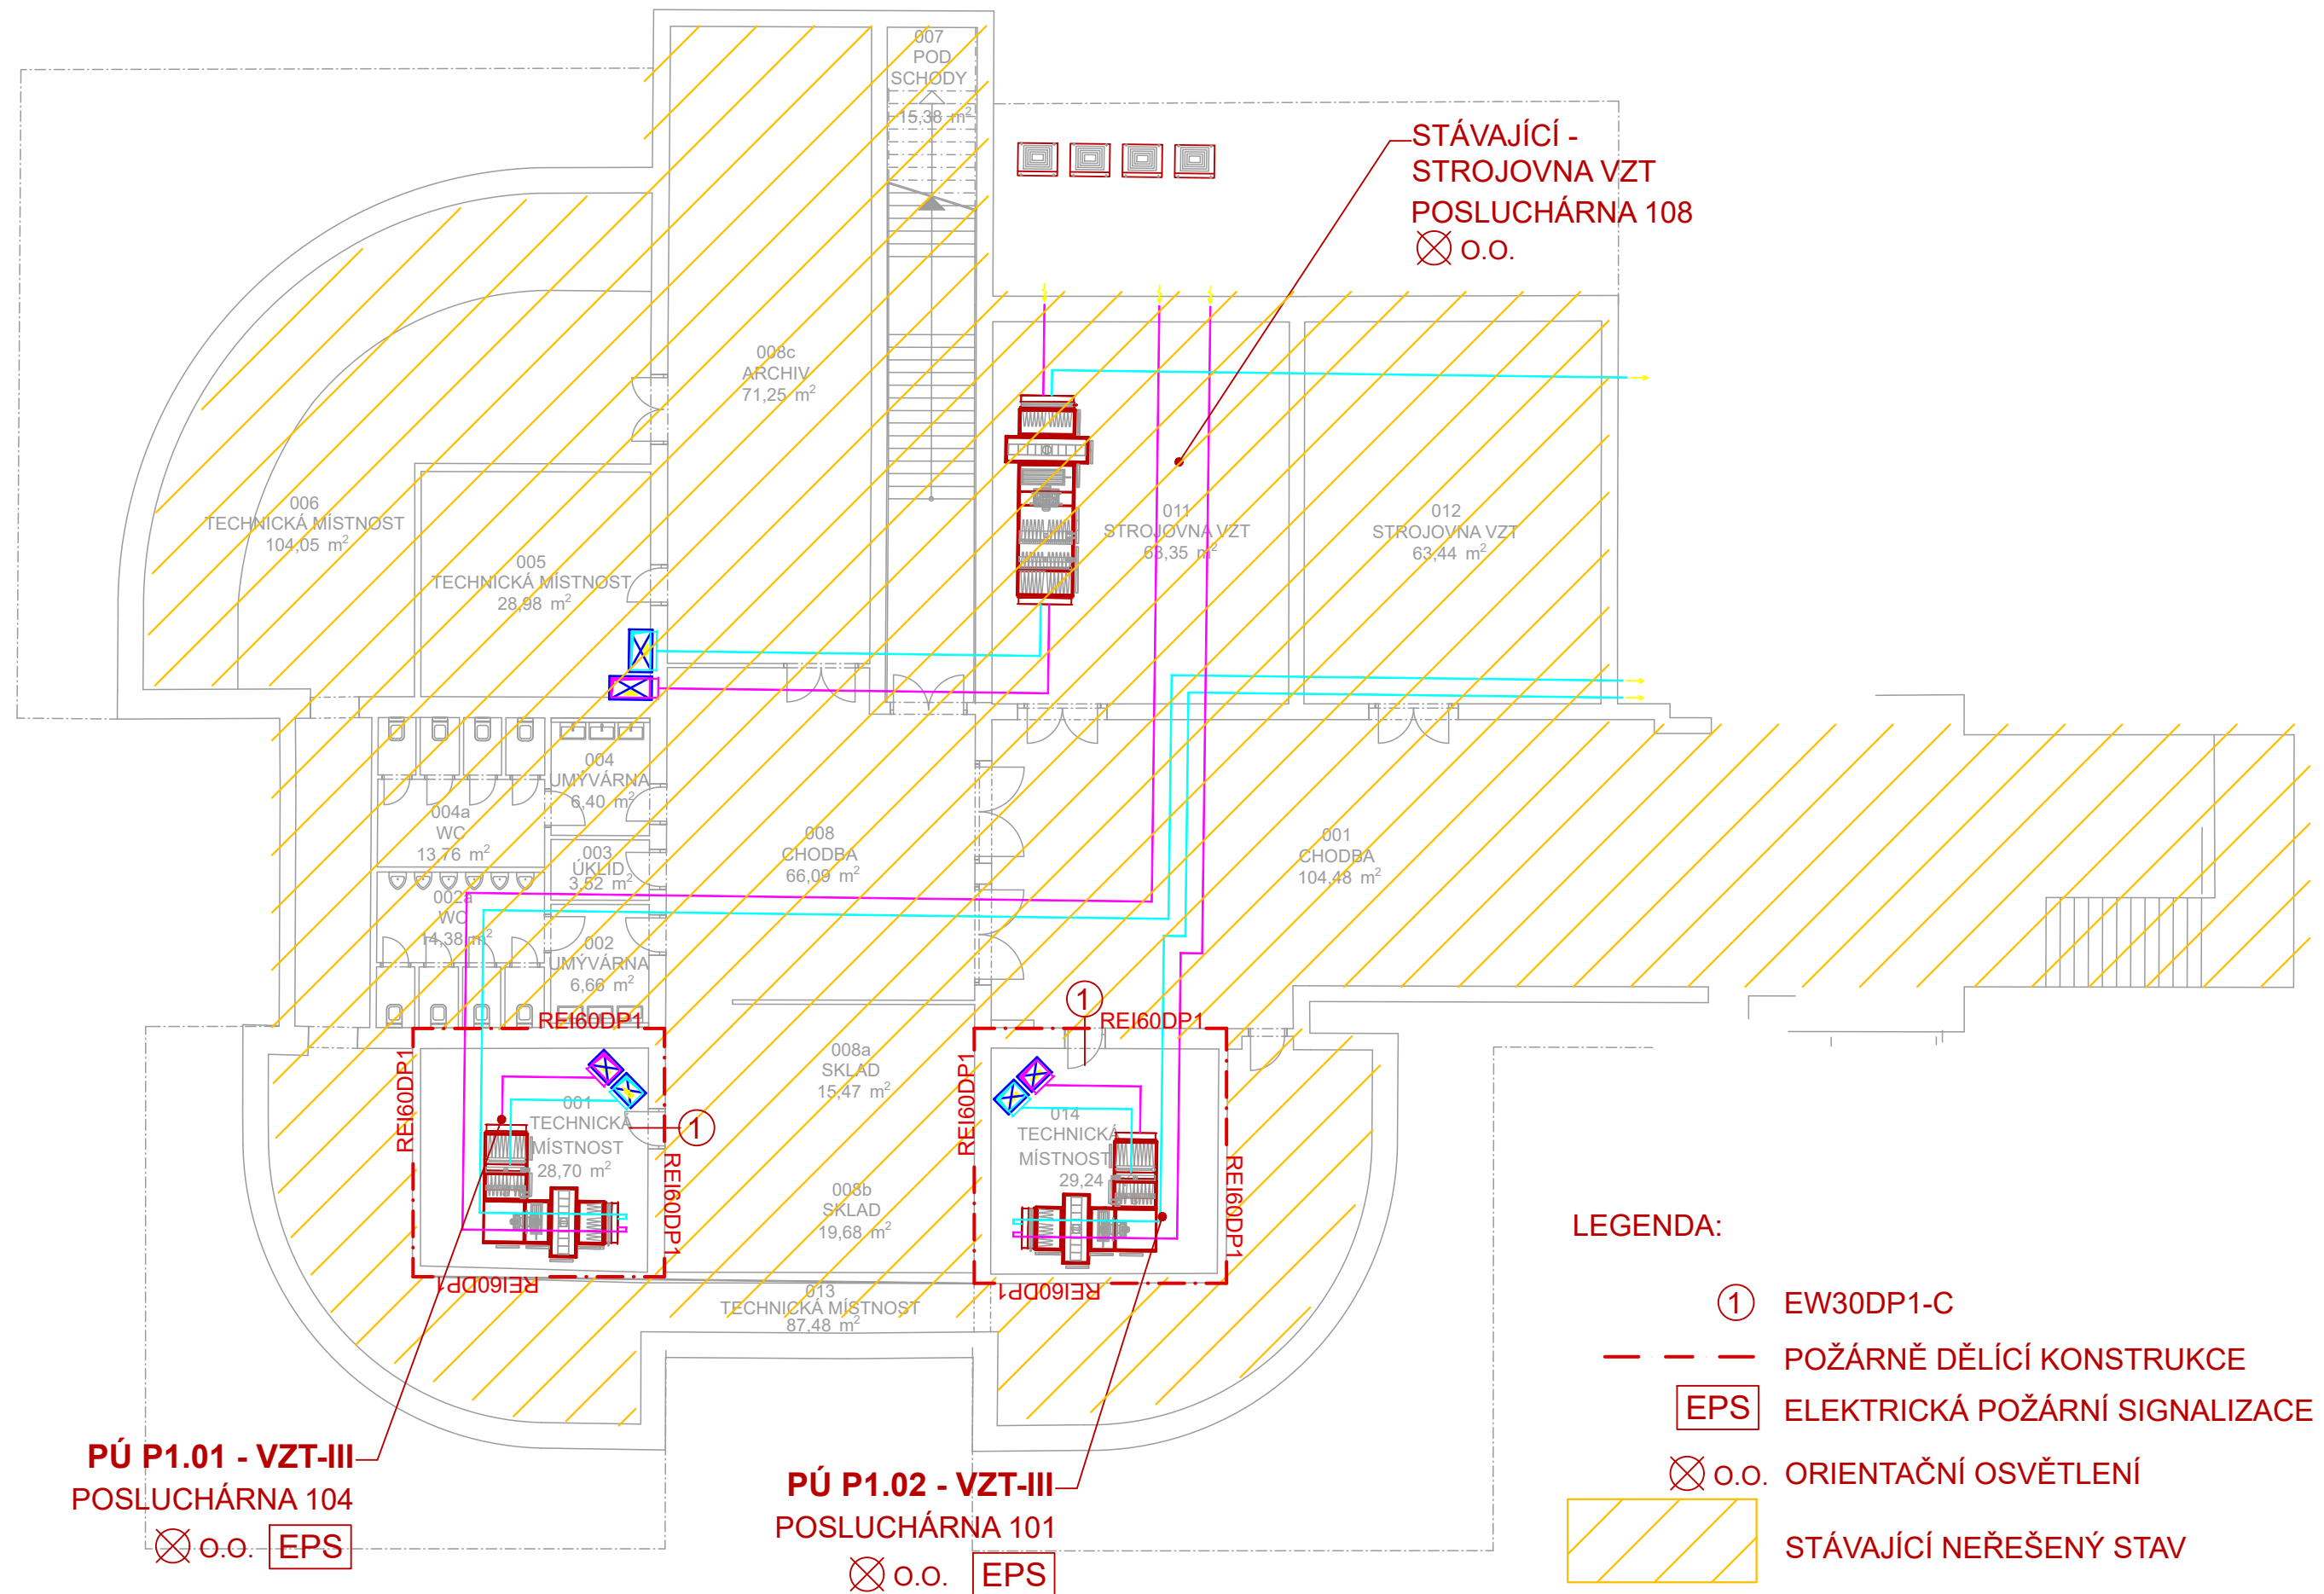 007
POD
SCHODY
15,38 m²
STÁVAJÍCÍ -
STROJOVNA VZT
POSLUCHÁRNA 108
O.O.
008c
ARCHIV
71,25 m²
006
TECHNICKÁ MÍSTNOST
104,05 m²
005
TECHNICKÁ MÍSTNOST
28,98 m²
011
STROJOVNA VZT
63,35 m²
012
STROJOVNA VZT
63,44 m²
004
UMÝVÁRNA
6,40 m²
004a
WC
13,76 m²
003
ÚKLID
3,52 m²
008
CHODBA
66,09 m²
001
CHODBA
104,48 m²
002a
WC
14,38 m²
002
UMÝVÁRNA
6,66 m²
REI60DP1
REI60DP1
REI60DP1
REI60DP1
001
TECHNICKÁ
MÍSTNOST
28,70 m²
1
008a
SKLAD
15,47 m²
008b
SKLAD
19,68 m²
1
REI60DP1
REI60DP1
REI60DP1
REI60DP1
014
TECHNICKÁ
MÍSTNOST
29,24
013
TECHNICKÁ MÍSTNOST
87,48 m²
PÚ P1.01 - VZT-III
POSLUCHÁRNA 104
O.O. EPS
PÚ P1.02 - VZT-III
POSLUCHÁRNA 101
O.O. EPS
LEGENDA:
1 EW30DP1-C
POŽÁRNĚ DĚLÍCÍ KONSTRUKCE
EPS ELEKTRICKÁ POŽÁRNÍ SIGNALIZACE
O.O. ORIENTAČNÍ OSVĚTLENÍ
STÁVAJÍCÍ NEŘEŠENÝ STAV